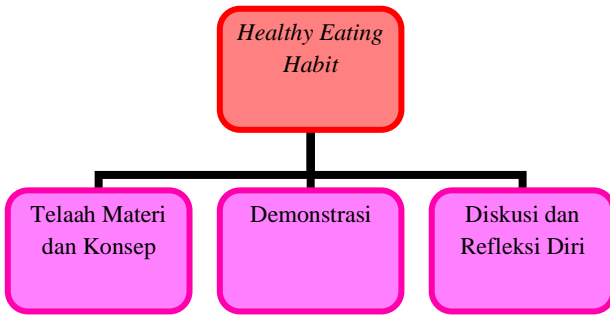 Healthy Eating
Habit
Telaah Materi
dan Konsep
Demonstrasi
Diskusi dan
Refleksi Diri